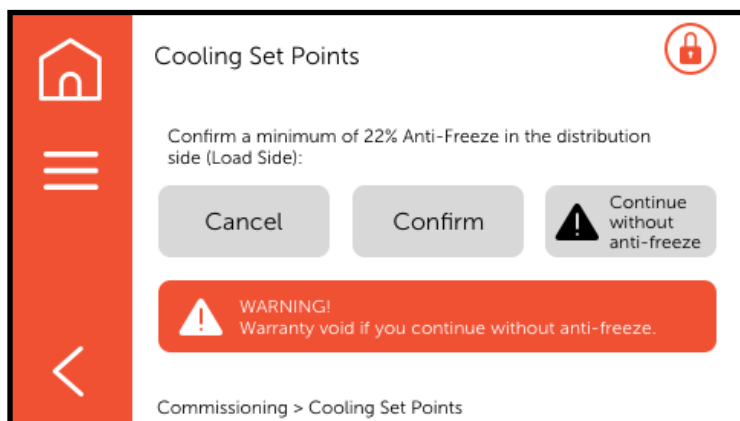 Cooling Set Points
Confirm a minimum of 22% Anti-Freeze in the distribution
side (Load Side):
Cancel
Confirm
Continue
without
anti-freeze
WARNING!
Warranty void if you continue without anti-freeze.
Commissioning > Cooling Set Points